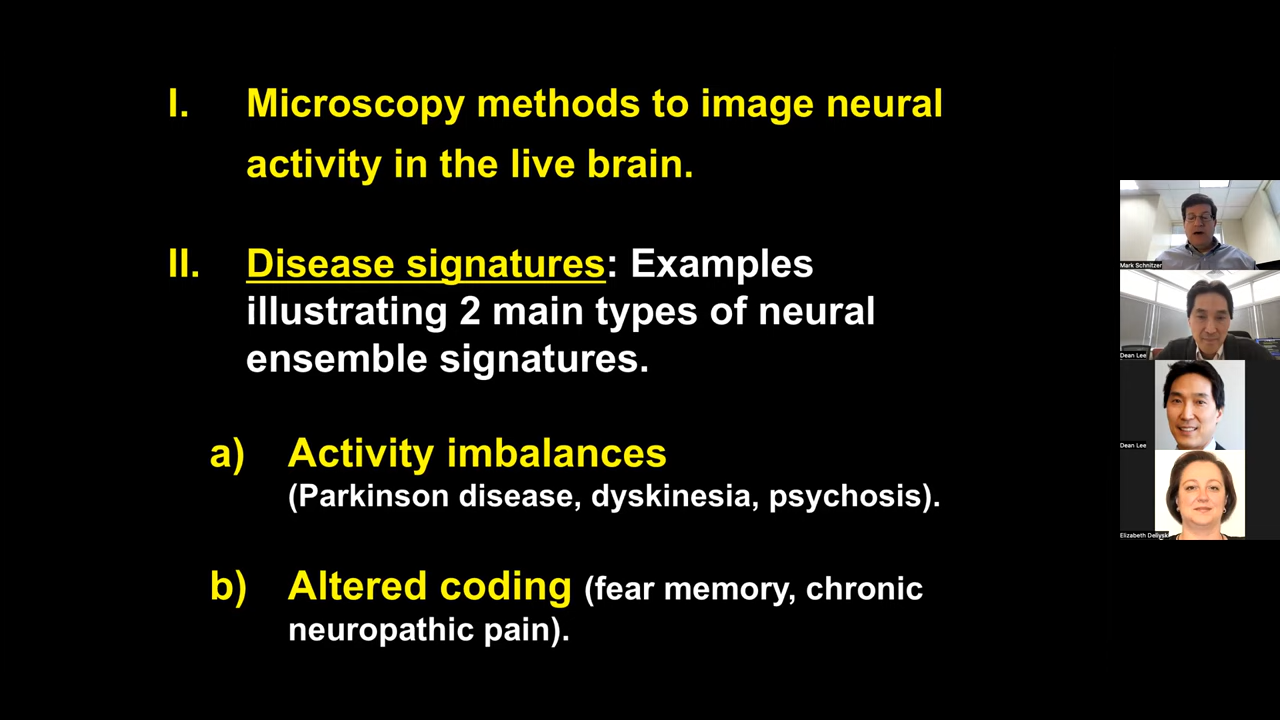 I. Microscopy methods to image neural
activity in the live brain.
II. Disease signatures: Examples
illustrating 2 main types of neural
ensemble signatures.
a) Activity imbalances
(Parkinson disease, dyskinesia, psychosis).
b) Altered coding (fear memory, chronic
neuropathic pain).
Mark Schnitzer
Dean Lee
Dean Lee
Elizabeth